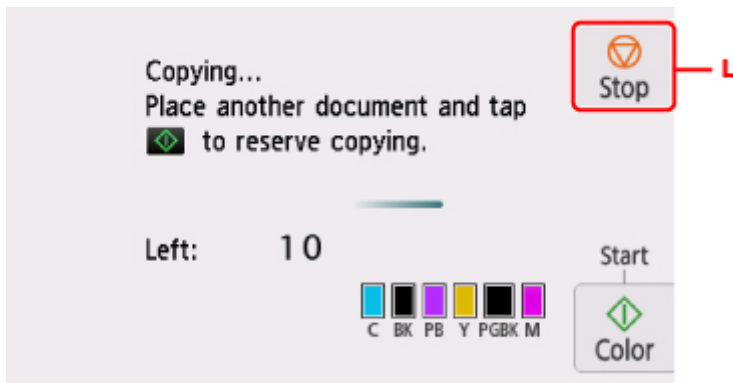 Copying...
Place another document and tap
to reserve copying.
Stop
L
Left: 10
Start
C BK PB Y PGBK M
Color